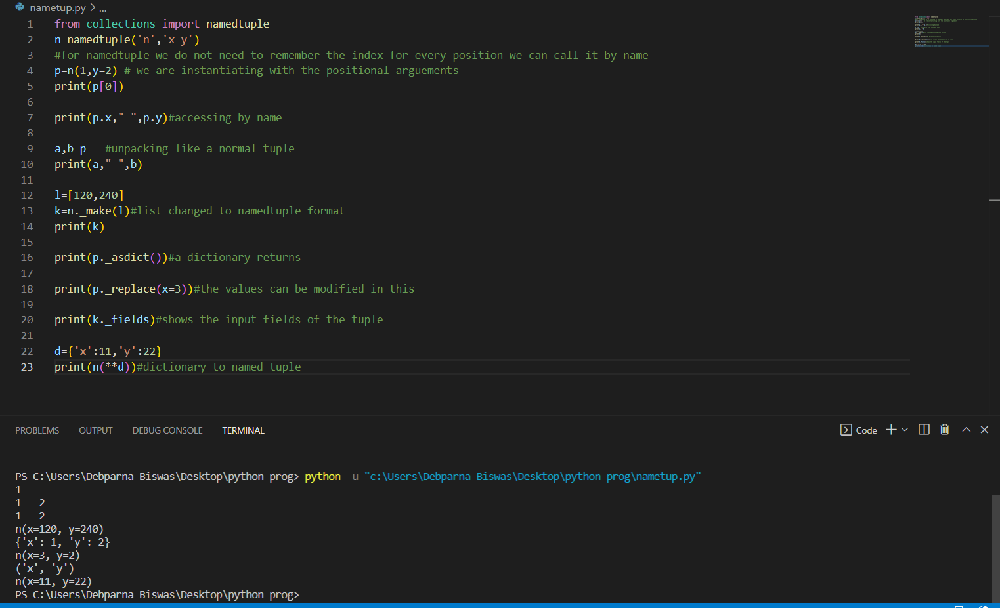 nametup.py > ...
1 from collections import namedtuple
2 n=namedtuple('n','x y')
3 #for namedtuple we do not need to remember the index for every position we can call it by name
4 p=n(1,y=2) # we are instantiating with the positional arguements
5 print(p[0])
6
7 print(p.x," ",p.y)#accessing by name
8
9 a,b=p   #unpacking like a normal tuple
10 print(a," ",b)
11
12 l=[120,240]
13 k=n._make(l)#list changed to namedtuple format
14 print(k)
15
16 print(p._asdict())#a dictionary returns
17
18 print(p._replace(x=3))#the values can be modified in this
19
20 print(k._fields)#shows the input fields of the tuple
21
22 d={'x':11,'y':22}
23 print(n(**d))#dictionary to named tuple
PROBLEMS OUTPUT DEBUG CONSOLE TERMINAL Code
PS C:\Users\Debparna Biswas\Desktop\python prog> python -u "c:\Users\Debparna Biswas\Desktop\python prog\nametup.py"
1
1   2
1   2
n(x=120, y=240)
{'x': 1, 'y': 2}
n(x=3, y=2)
('x', 'y')
n(x=11, y=22)
PS C:\Users\Debparna Biswas\Desktop\python prog>